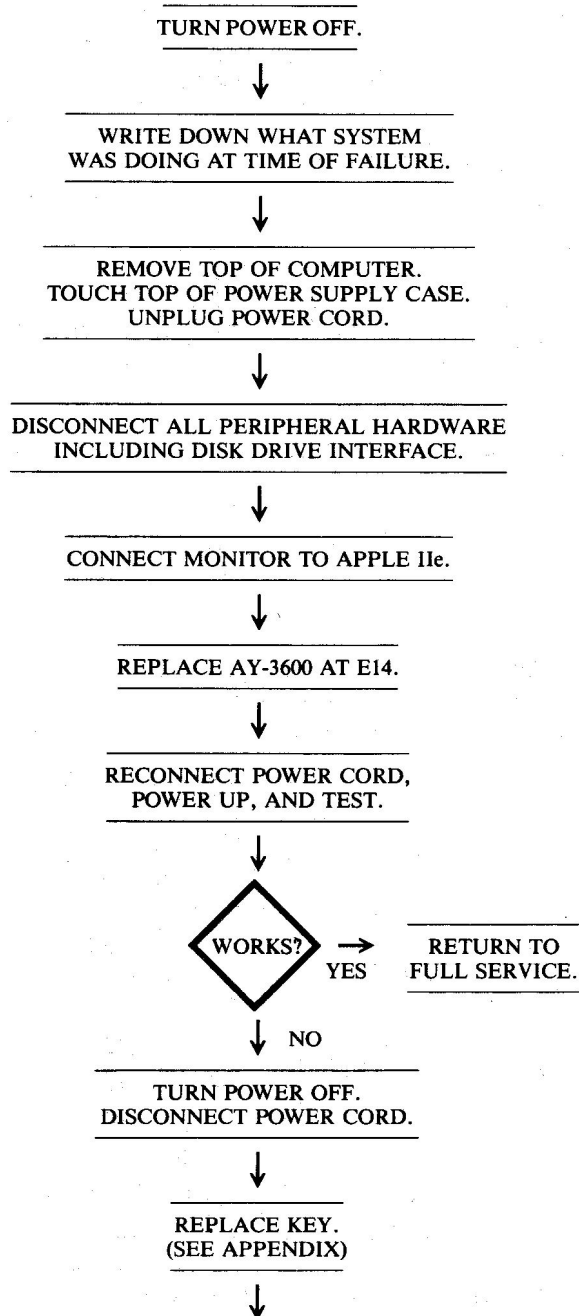 TURN POWER OFF.
WRITE DOWN WHAT SYSTEM
WAS DOING AT TIME OF FAILURE.
REMOVE TOP OF COMPUTER.
TOUCH TOP OF POWER SUPPLY CASE.
UNPLUG POWER CORD.
DISCONNECT ALL PERIPHERAL HARDWARE
INCLUDING DISK DRIVE INTERFACE.
CONNECT MONITOR TO APPLE IIe.
REPLACE AY-3600 AT E14.
RECONNECT POWER CORD,
POWER UP, AND TEST.
WORKS?
YES
RETURN TO
FULL SERVICE.
NO
TURN POWER OFF.
DISCONNECT POWER CORD.
REPLACE KEY.
(SEE APPENDIX)